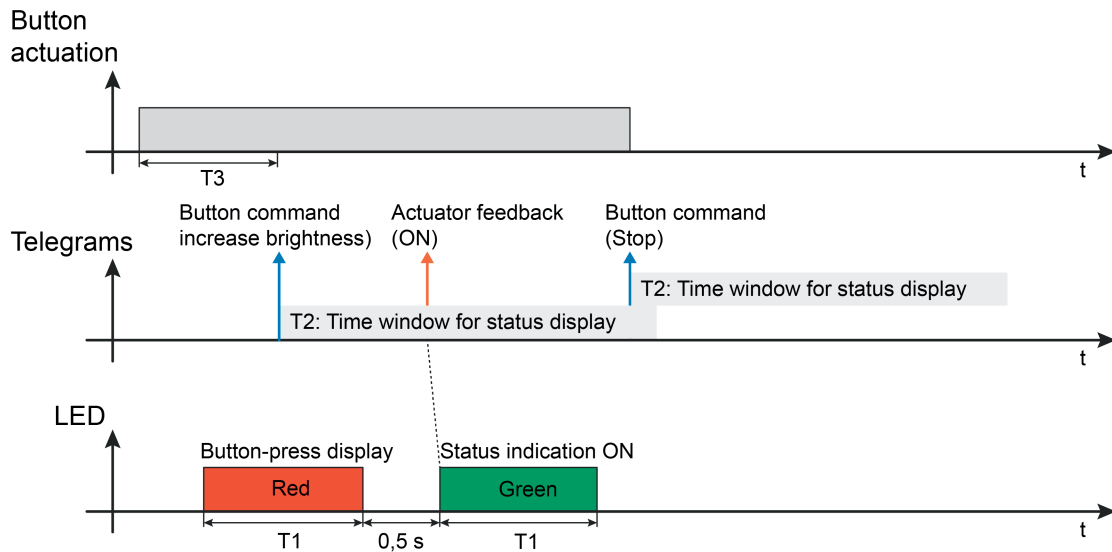 Button
actuation
t
T3
Button command
increase brightness)
Actuator feedback
(ON)
Button command
(Stop)
Telegrams
T2: Time window for status display
T2: Time window for status display
t
LED
Button-press display
Status indication ON
Red
Green
t
T1
0,5 s
T1